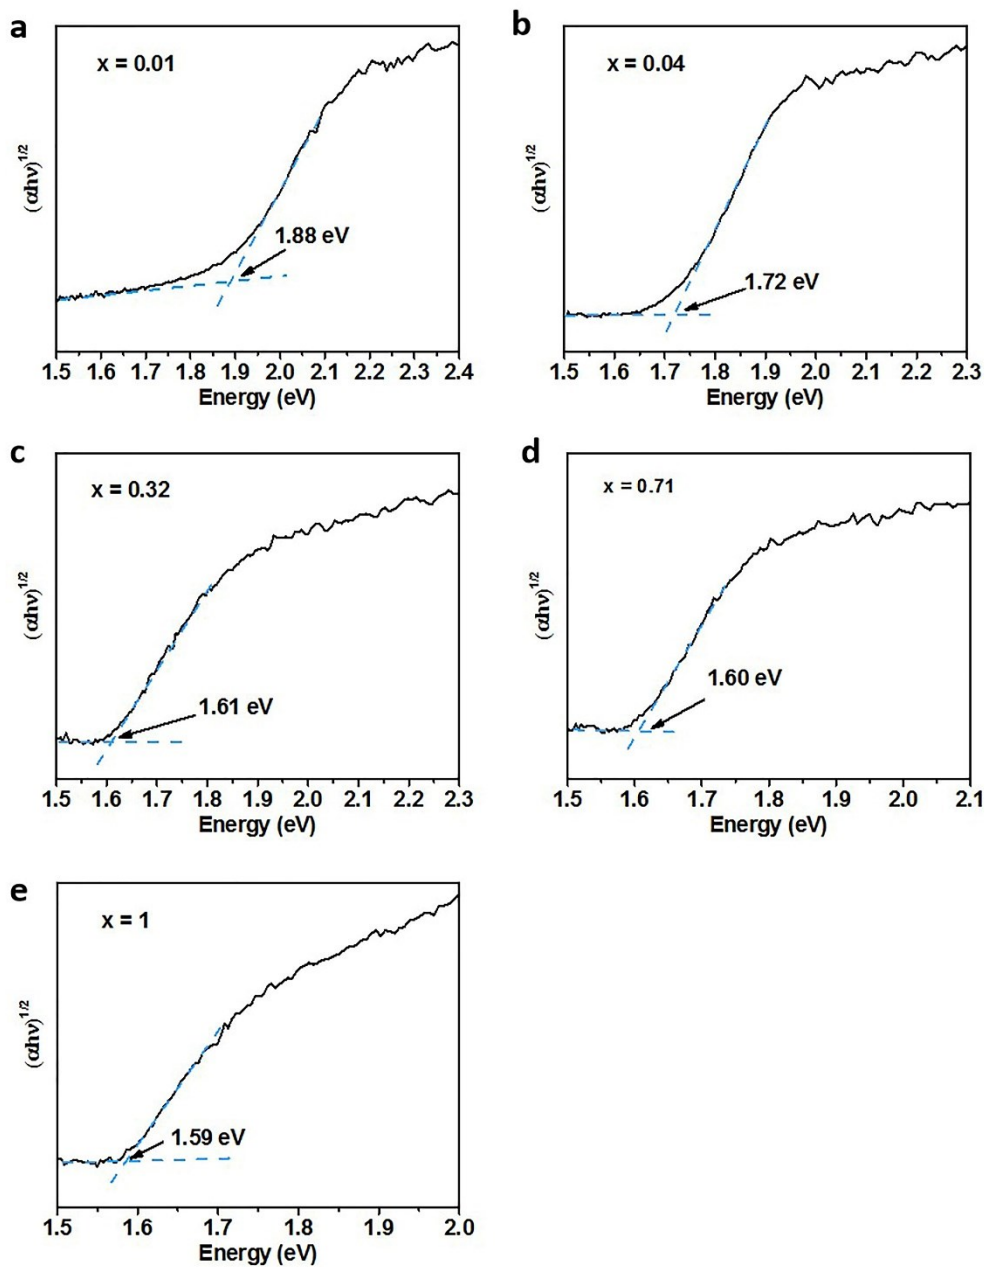 a
x = 0.01
(αhν)1/2
1.88 eV
1.5 1.6 1.7 1.8 1.9 2.0 2.1 2.2 2.3 2.4
Energy (eV)
b
x = 0.04
(αhν)1/2
1.72 eV
1.5 1.6 1.7 1.8 1.9 2.0 2.1 2.2 2.3
Energy (eV)
c
x = 0.32
(αhν)1/2
1.61 eV
1.5 1.6 1.7 1.8 1.9 2.0 2.1 2.2 2.3
Energy (eV)
d
x = 0.71
(αhν)1/2
1.60 eV
1.5 1.6 1.7 1.8 1.9 2.0 2.1
Energy (eV)
e
x = 1
(αhν)1/2
1.59 eV
1.5 1.6 1.7 1.8 1.9 2.0
Energy (eV)